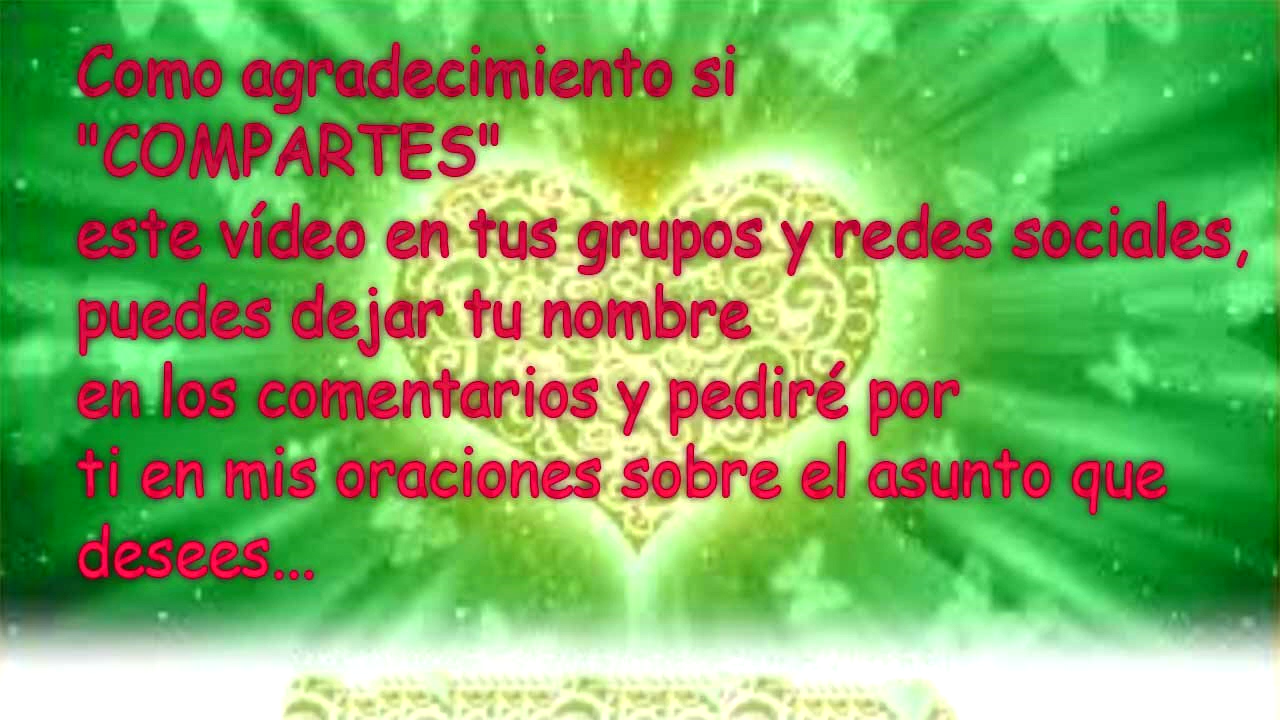 Como agradecimiento si
"COMPARTES"
este vídeo en tus grupos y redes sociales,
puedes dejar tu nombre
en los comentarios y pediré por
ti en mis oraciones sobre el asunto que
desees...